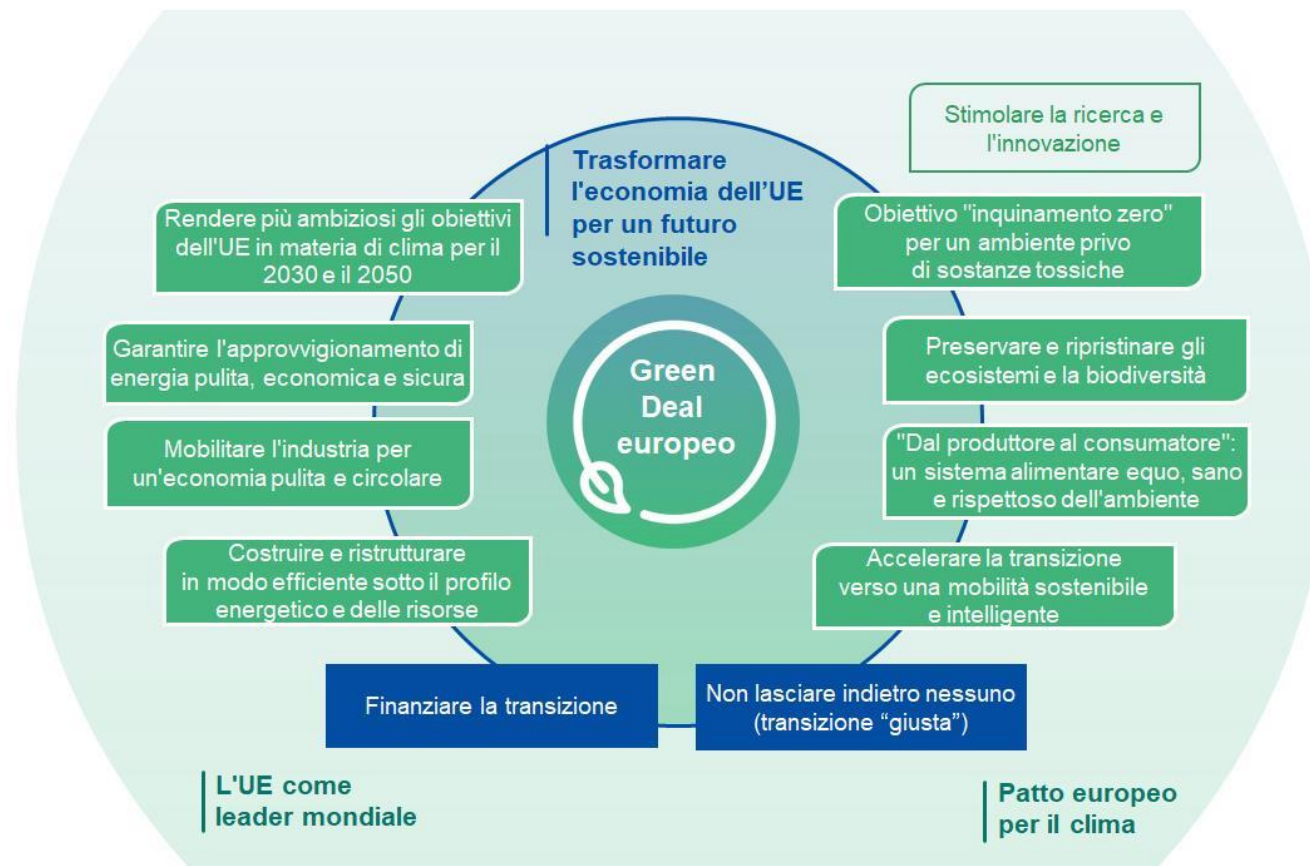 Stimolare la ricerca e
l'innovazione
Trasformare
l'economia dell’UE
per un futuro
sostenibile
Rendere più ambiziosi gli obiettivi
dell'UE in materia di clima per il
2030 e il 2050
Obiettivo "inquinamento zero"
per un ambiente privo
di sostanze tossiche
Garantire l'approvvigionamento di
energia pulita, economica e sicura
Preservare e ripristinare gli
ecosistemi e la biodiversità
Green
Deal
europeo
Mobilitare l'industria per
un'economia pulita e circolare
"Dal produttore al consumatore":
un sistema alimentare equo, sano
e rispettoso dell'ambiente
Costruire e ristrutturare
in modo efficiente sotto il profilo
energetico e delle risorse
Accelerare la transizione
verso una mobilità sostenibile
e intelligente
Finanziare la transizione
Non lasciare indietro nessuno
(transizione “giusta”)
L'UE come
leader mondiale
Patto europeo
per il clima